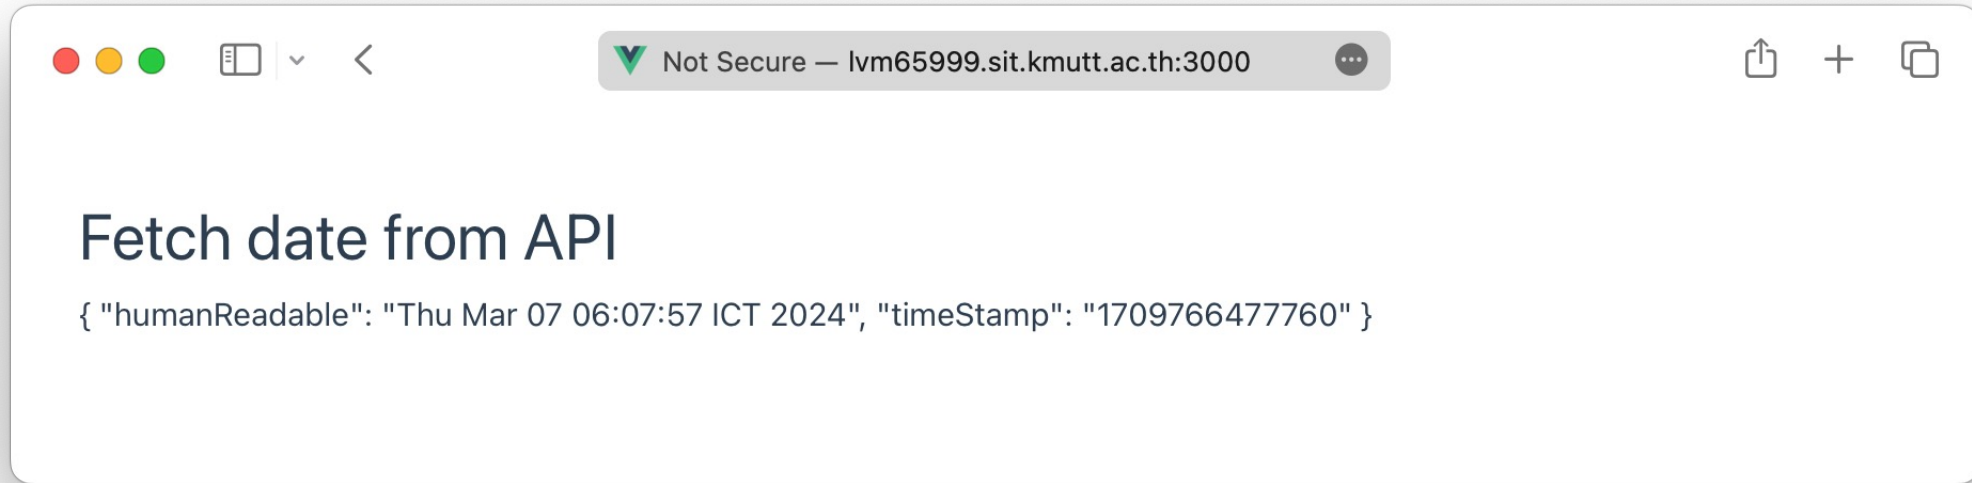 Not Secure — lvm65999.sit.kmutt.ac.th:3000
Fetch date from API
{ "humanReadable": "Thu Mar 07 06:07:57 ICT 2024", "timeStamp": "1709766477760" }